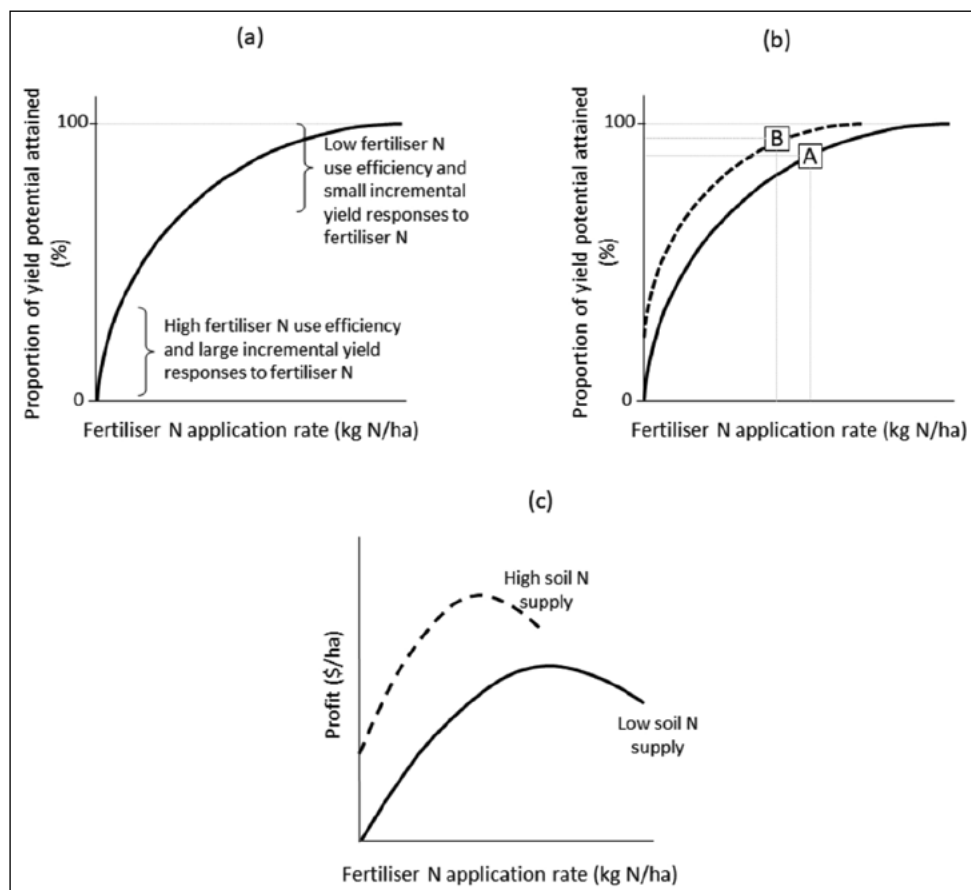 (a)
Proportion of yield potential attained
(%)
100
0
Low fertiliser N
use efficiency and
small incremental
yield responses to
fertiliser N
High fertiliser N use efficiency
and large incremental yield
responses to fertiliser N
Fertiliser N application rate (kg N/ha)
(b)
Proportion of yield potential attained
(%)
100
0
B
A
Fertiliser N application rate (kg N/ha)
(c)
Profit ($/ha)
High soil N
supply
Low soil N
supply
Fertiliser N application rate (kg N/ha)